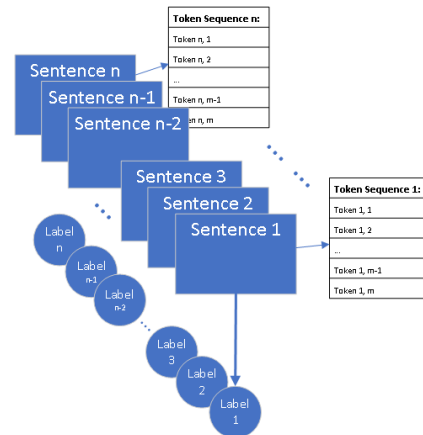 Token Sequence n:
Token n, 1
Token n, 2
...
Token n, m-1
Token n, m
Sentence n
Sentence n-1
Sentence n-2
Sentence 3
Sentence 2
Sentence 1
Token Sequence 1:
Token 1, 1
Token 1, 2
...
Token 1, m-1
Token 1, m
Label
n
Label
n-1
Label
n-2
Label
3
Label
2
Label
1